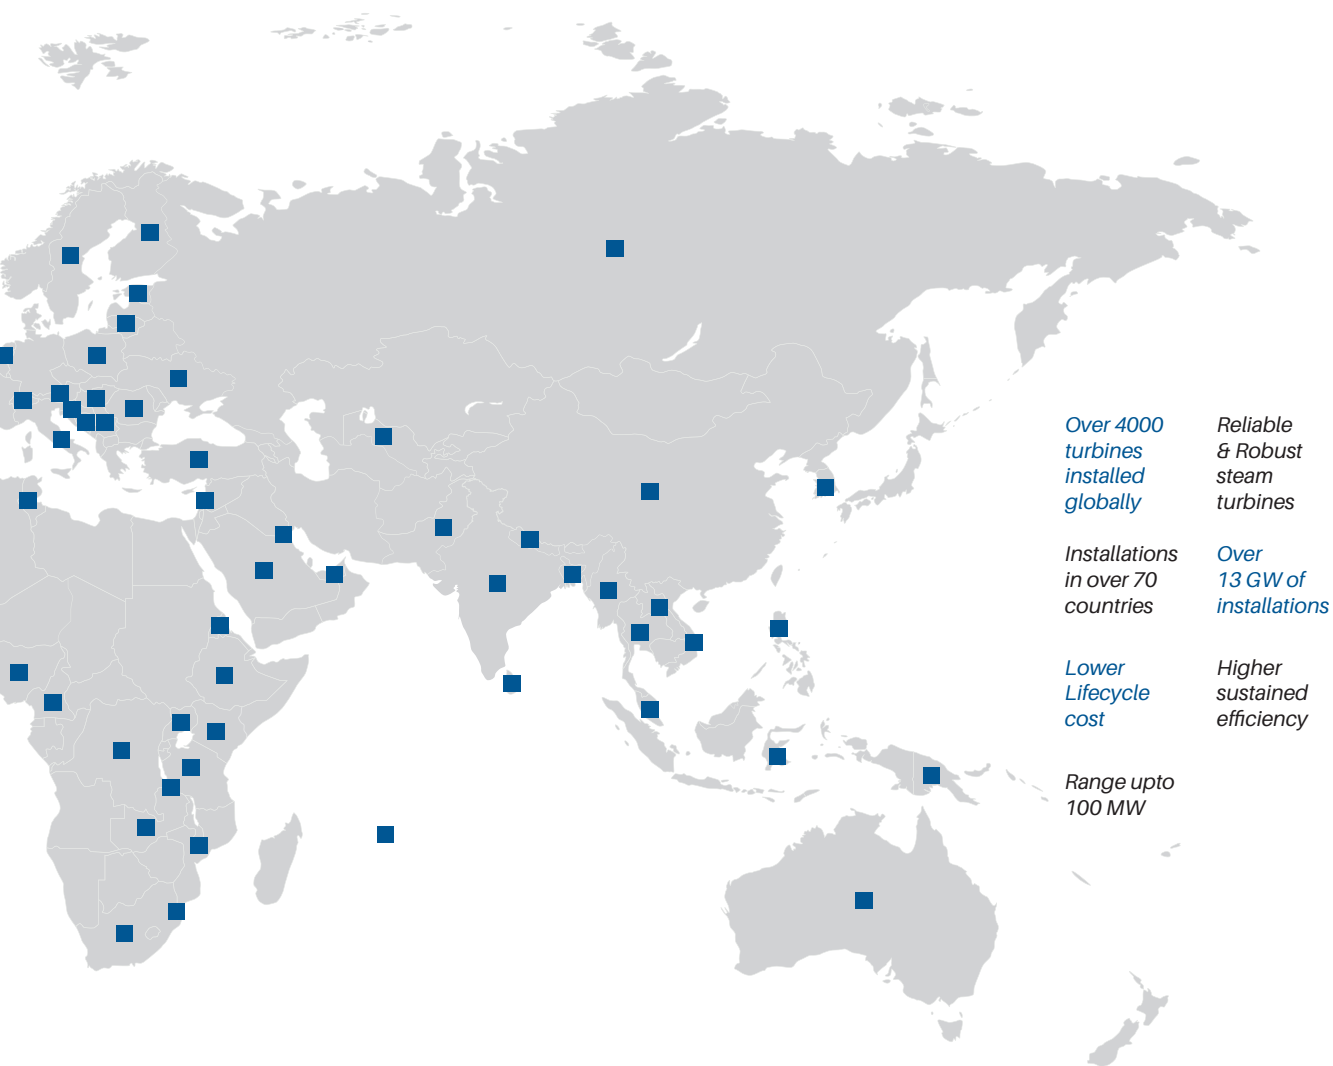 Over 4000
turbines
installed
globally
Reliable
& Robust
steam
turbines
Installations
in over 70
countries
Over
13 GW of
installations
Lower
Lifecycle
cost
Higher
sustained
efficiency
Range upto
100 MW